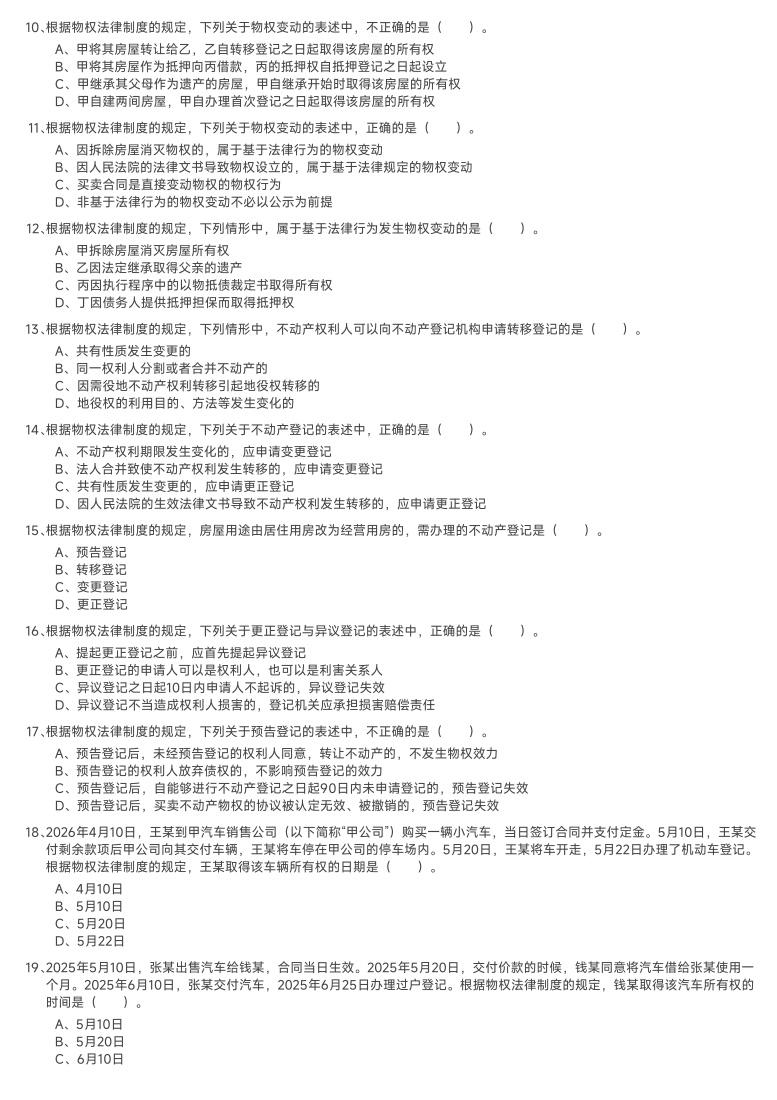 10、根据物权法律制度的规定，下列关于物权变动的表述中，不正确的是（　　）。
A、甲将其房屋转让给乙，乙自转移登记之日起取得该房屋的所有权
B、甲将其房屋作为抵押向丙借款，丙的抵押权自抵押登记之日起设立
C、甲继承其父母作为遗产的房屋，甲自继承开始时取得该房屋的所有权
D、甲自建两间房屋，甲自办理首次登记之日起取得该房屋的所有权
11、根据物权法律制度的规定，下列关于物权变动的表述中，正确的是（　　）。
A、因拆除房屋消灭物权的，属于基于法律行为的物权变动
B、因人民法院的法律文书导致物权设立的，属于基于法律规定的物权变动
C、买卖合同是直接变动物权的物权行为
D、非基于法律行为的物权变动不必以公示为前提
12、根据物权法律制度的规定，下列情形中，属于基于法律行为发生物权变动的是（　　）。
A、甲拆除房屋消灭房屋所有权
B、乙因法定继承取得父亲的遗产
C、丙因执行程序中的以物抵债裁定书取得所有权
D、丁因债务人提供抵押担保而取得抵押权
13、根据物权法律制度的规定，下列情形中，不动产权利人可以向不动产登记机构申请转移登记的是（　　）。
A、共有性质发生变更的
B、同一权利人分割或者合并不动产的
C、因需役地不动产权利转移引起地役权转移的
D、地役权的利用目的、方法等发生变化的
14、根据物权法律制度的规定，下列关于不动产登记的表述中，正确的是（　　）。
A、不动产权利期限发生变化的，应申请变更登记
B、法人合并致使不动产权利发生转移的，应申请变更登记
C、共有性质发生变更的，应申请更正登记
D、因人民法院的生效法律文书导致不动产权利发生转移的，应申请更正登记
15、根据物权法律制度的规定，房屋用途由居住用房改为经营用房的，需办理的不动产登记是（　　）。
A、预告登记
B、转移登记
C、变更登记
D、更正登记
16、根据物权法律制度的规定，下列关于更正登记与异议登记的表述中，正确的是（　　）。
A、提起更正登记之前，应首先提起异议登记
B、更正登记的申请人可以是权利人，也可以是利害关系人
C、异议登记之日起10日内申请人不起诉的，异议登记失效
D、异议登记不当造成权利人损害的，登记机关应承担损害赔偿责任
17、根据物权法律制度的规定，下列关于预告登记的表述中，不正确的是（　　）。
A、预告登记后，未经预告登记的权利人同意，转让不动产的，不发生物权效力
B、预告登记的权利人放弃债权的，不影响预告登记的效力
C、预告登记后，自能够进行不动产登记之日起90日内未申请登记的，预告登记失效
D、预告登记后，买卖不动产物权的协议被认定无效、被撤销的，预告登记失效
18、2026年4月10日，王某到甲汽车销售公司（以下简称“甲公司”）购买一辆小汽车，当日签订合同并支付定金。5月10日，王某交
付剩余款项后甲公司向其交付车辆，王某将车停在甲公司的停车场内。5月20日，王某将车开走，5月22日办理了机动车登记。
根据物权法律制度的规定，王某取得该车辆所有权的日期是（　　）。
A、4月10日
B、5月10日
C、5月20日
D、5月22日
19、2025年5月10日，张某出售汽车给钱某，合同当日生效。2025年5月20日，交付价款的时候，钱某同意将汽车借给张某使用一
个月。2025年6月10日，张某交付汽车，2025年6月25日办理过户登记。根据物权法律制度的规定，钱某取得该汽车所有权的
时间是（　　）。
A、5月10日
B、5月20日
C、6月10日